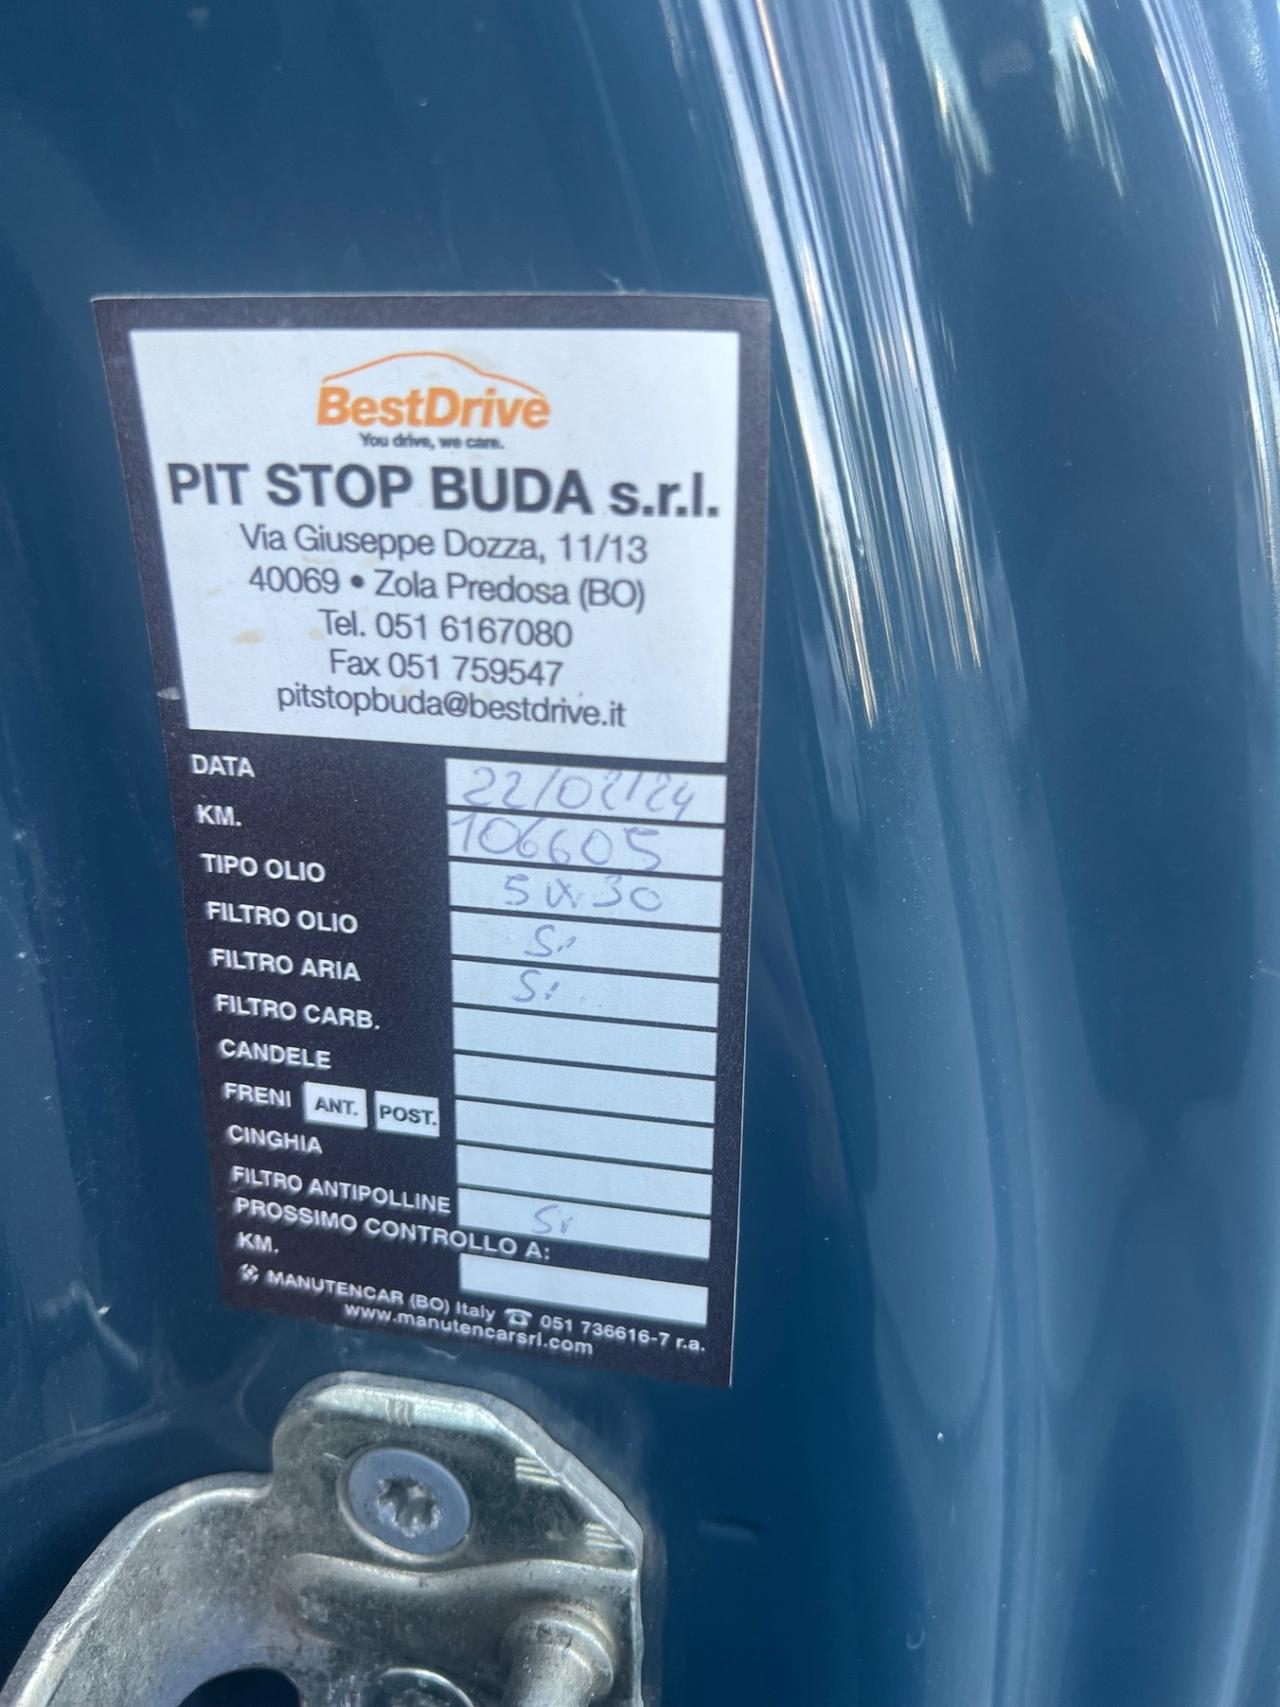 BestDrive
You drive, we care.
PIT STOP BUDA s.r.l.
Via Giuseppe Dozza, 11/13
40069 • Zola Predosa (BO)
Tel. 051 6167080
Fax 051 759547
pitstopbuda@bestdrive.it
DATA 22/02/24
KM. 106605
TIPO OLIO 5W30
FILTRO OLIO Si
FILTRO ARIA Si
FILTRO CARB.
CANDELE
FRENI ANT. POST.
CINGHIA
FILTRO ANTIPOLLINE Si
PROSSIMO CONTROLLO A:
KM.
MANUTENCAR (BO) Italy ☎ 051 736616-7 r.a.
www.manutencarsrl.com